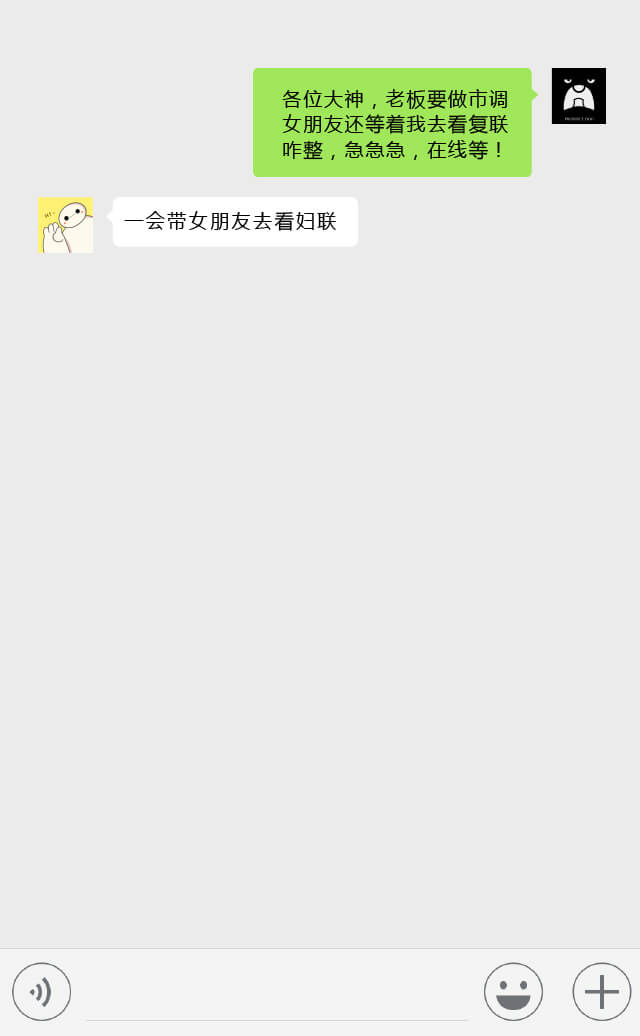 各位大神，老板要做市调
女朋友还等着我去看复联
咋整，急急急，在线等！
一会带女朋友去看妇联